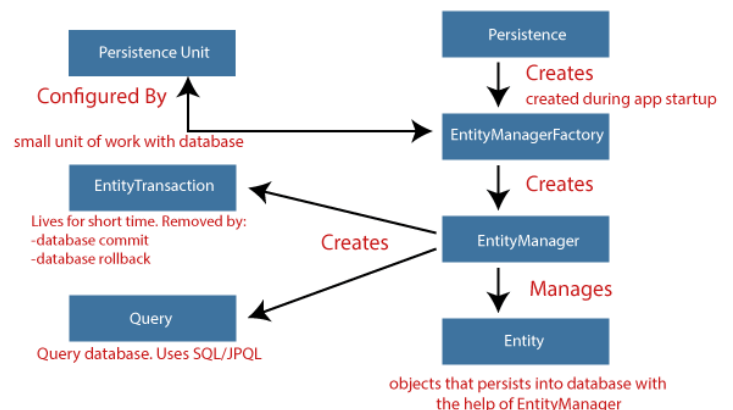 Persistence Unit
Persistence
Configured By
Creates
created during app startup
small unit of work with database
EntityManagerFactory
EntityTransaction
Creates
Lives for short time. Removed by:
-database commit
-database rollback
Creates
EntityManager
Manages
Query
Query database. Uses SQL/JPQL
Entity
objects that persists into database with
the help of EntityManager